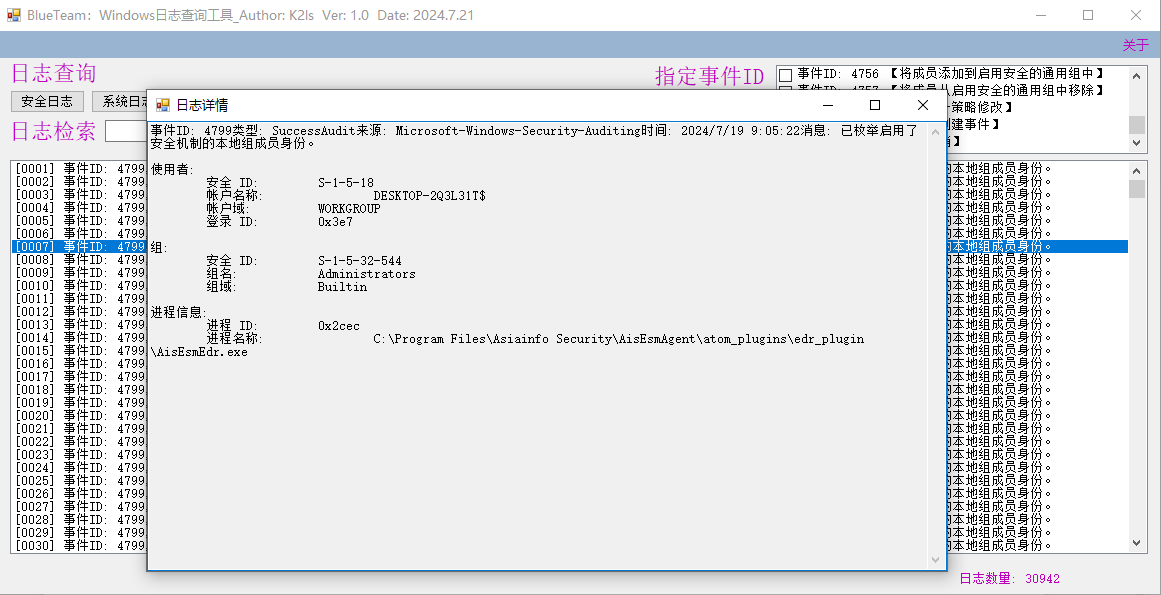 BlueTeam：Windows日志查询工具_Author: K2ls Ver: 1.0 Date: 2024.7.21
关于
日志查询
指定事件ID
事件ID: 4756 【将成员添加到启用安全的通用组中】
事件ID: 4757 【将成员从启用安全的通用组中移除】
策略修改】
建事件】
安全日志
系统日志
日志检索
日志详情
事件ID: 4799类型: SuccessAudit来源: Microsoft-Windows-Security-Auditing时间: 2024/7/19 9:05:22消息: 已枚举启用了
安全机制的本地组成员身份。
使用者:
安全 ID: S-1-5-18
帐户名称: DESKTOP-2Q3L31T$
帐户域: WORKGROUP
登录 ID: 0x3e7
组:
安全 ID: S-1-5-32-544
组名: Administrators
组域: Builtin
进程信息:
进程 ID: 0x2cec
进程名称: C:\Program Files\Asiainfo Security\AisEsmAgent\atom_plugins\edr_plugin
\AisEsmEdr.exe
[0001] 事件ID: 4799 本地组成员身份。
[0002] 事件ID: 4799 本地组成员身份。
[0003] 事件ID: 4799 本地组成员身份。
[0004] 事件ID: 4799 本地组成员身份。
[0005] 事件ID: 4799 本地组成员身份。
[0006] 事件ID: 4799 本地组成员身份。
[0007] 事件ID: 4799 本地组成员身份。
[0008] 事件ID: 4799 本地组成员身份。
[0009] 事件ID: 4799 本地组成员身份。
[0010] 事件ID: 4799 本地组成员身份。
[0011] 事件ID: 4799 本地组成员身份。
[0012] 事件ID: 4799 本地组成员身份。
[0013] 事件ID: 4799 本地组成员身份。
[0014] 事件ID: 4799 本地组成员身份。
[0015] 事件ID: 4799 本地组成员身份。
[0016] 事件ID: 4799 本地组成员身份。
[0017] 事件ID: 4799 本地组成员身份。
[0018] 事件ID: 4799 本地组成员身份。
[0019] 事件ID: 4799 本地组成员身份。
[0020] 事件ID: 4799 本地组成员身份。
[0021] 事件ID: 4799 本地组成员身份。
[0022] 事件ID: 4799 本地组成员身份。
[0023] 事件ID: 4799 本地组成员身份。
[0024] 事件ID: 4799 本地组成员身份。
[0025] 事件ID: 4799 本地组成员身份。
[0026] 事件ID: 4799 本地组成员身份。
[0027] 事件ID: 4799 本地组成员身份。
[0028] 事件ID: 4799 本地组成员身份。
[0029] 事件ID: 4799 本地组成员身份。
[0030] 事件ID: 4799 本地组成员身份。
日志数量: 30942